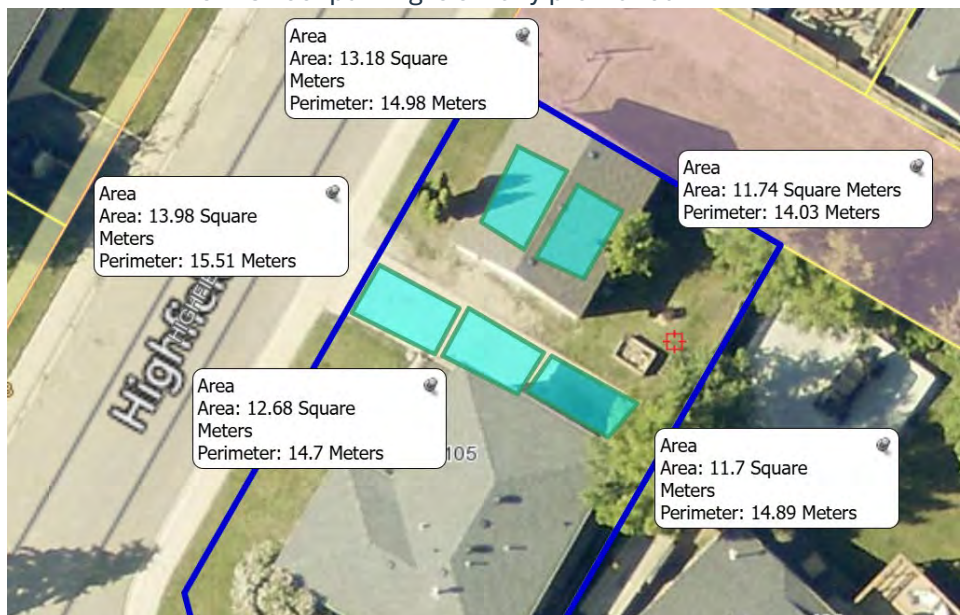 Area
Area: 13.18 Square
Meters
Perimeter: 14.98 Meters
Area
Area: 11.74 Square Meters
Perimeter: 14.03 Meters
Area
Area: 13.98 Square
Meters
Perimeter: 15.51 Meters
Area
Area: 12.68 Square
Meters
Perimeter: 14.7 Meters
105
Area
Area: 11.7 Square
Meters
Perimeter: 14.89 Meters